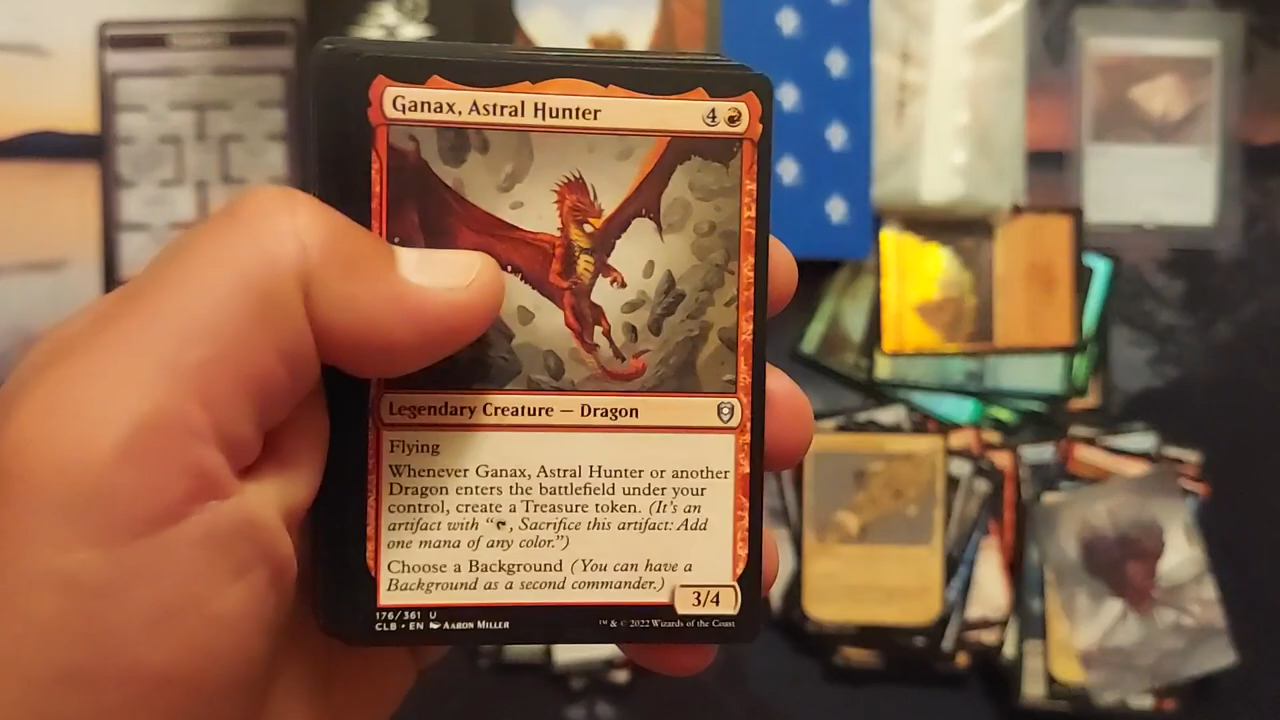 Ganax, Astral Hunter 4
Legendary Creature — Dragon
Flying
Whenever Ganax, Astral Hunter or another
Dragon enters the battlefield under your
control, create a Treasure token. (It's an
artifact with “, Sacrifice this artifact: Add
one mana of any color.”)
Choose a Background (You can have a
Background as a second commander.)
3/4
176/361 U
CLB • EN AARON MILLER
™ & © 2022 Wizards of the Coast